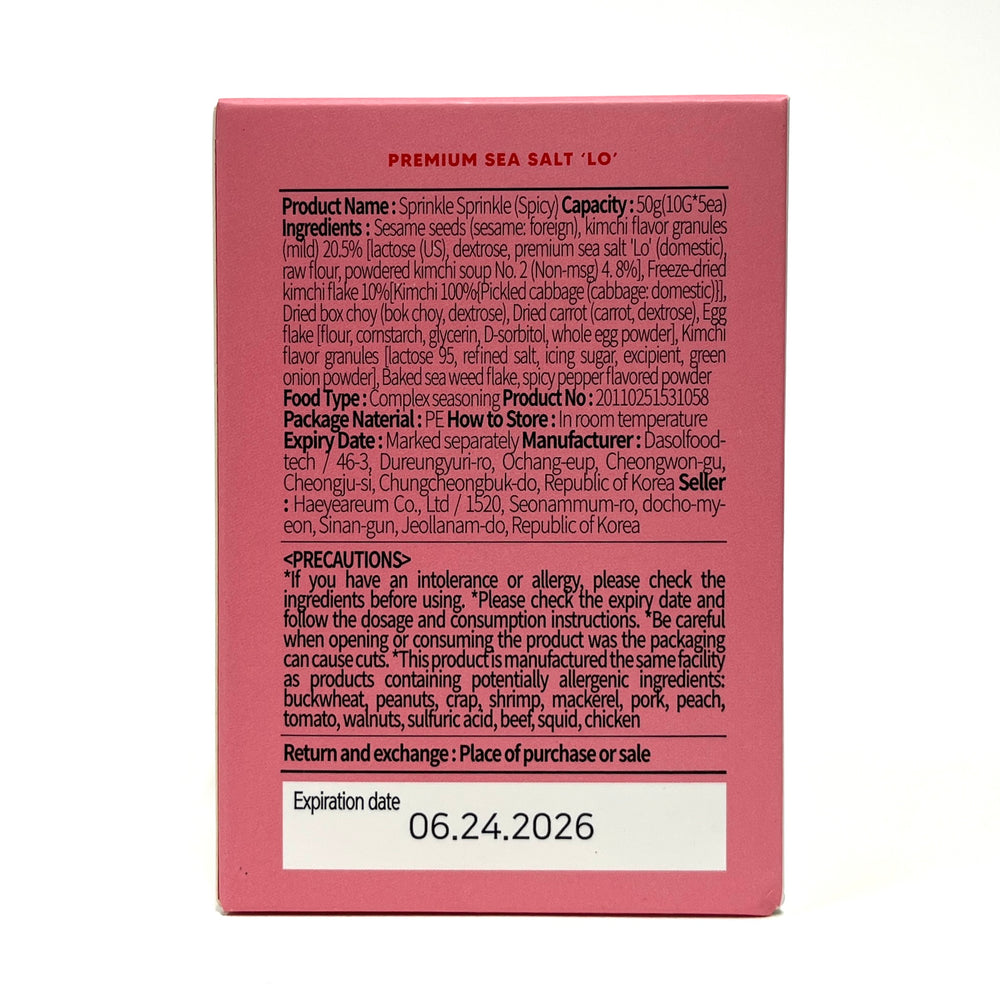 PREMIUM SEA SALT ‘LO’
Product Name : Sprinkle Sprinkle (Spicy) Capacity : 50g(10G*5ea)
Ingredients : Sesame seeds (sesame: foreign), kimchi flavor granules
(mild) 20.5% [lactose (US), dextrose, premium sea salt 'Lo' (domestic),
raw flour, powdered kimchi soup No. 2 (Non-msg) 4. 8%], Freeze-dried
kimchi flake 10%[Kimchi 100%{Pickled cabbage (cabbage: domestic)}],
Dried box choy (bok choy, dextrose), Dried carrot (carrot, dextrose), Egg
flake [flour, cornstarch, glycerin, D-sorbitol, whole egg powder], Kimchi
flavor granules [lactose 95, refined salt, icing sugar, excipient, green
onion powder], Baked sea weed flake, spicy pepper flavored powder
Food Type : Complex seasoning Product No : 20110251531058
Package Naterial : PE How to Store : In room temperature
Expiry Date : Marked separately Manufacturer : Dasolfood-
tech / 46-3, Dureungyuri-ro, Ochang-eup, Cheongwon-gu,
Cheongju-si, Chungcheongbuk-do, Republic of Korea Seller
: Haeyeareum Co., Ltd / 1520, Seonammum-ro, docho-my-
eon, Sinan-gun, Jeollanam-do, Republic of Korea
<PRECAUTIONS>
*If you have an intolerance or allergy, please check the
ingredients before using. *Please check the expiry date and
follow the dosage and consumption instructions. *Be careful
when opening or consuming the product was the packaging
can cause cuts. *This product is manufactured the same facility
as products containing potentially allergenic ingredients:
buckwheat, peanuts, crap, shrimp, mackerel, pork, peach,
tomato, walnuts, sulfuric acid, beef, squid, chicken
Return and exchange : Place of purchase or sale
Expiration date
06.24.2026